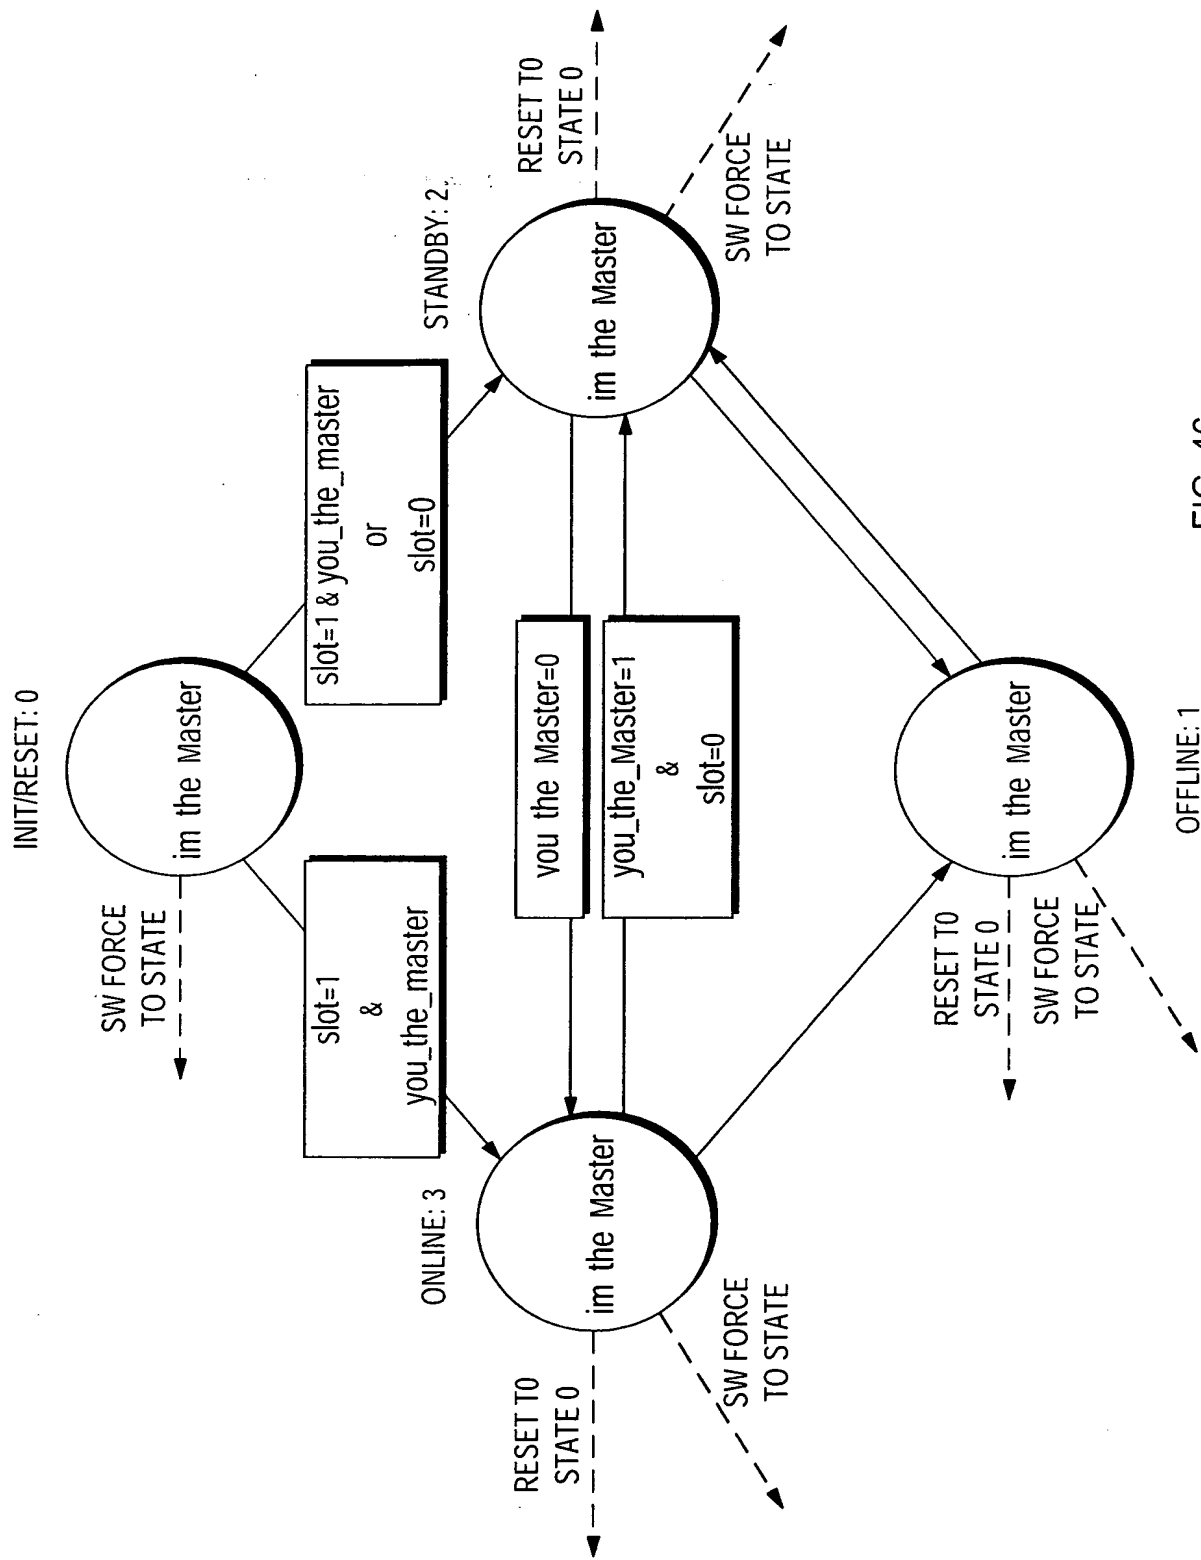 INIT/RESET: 0
SW FORCE
TO STATE
im the Master
slot=1
&
you_the_master
slot=1 & you_the_master
or
slot=0
ONLINE: 3
STANDBY: 2
RESET TO
STATE 0
you the Master=0
RESET TO
STATE 0
im the Master
you_the_Master=1
&
slot=0
im the Master
SW FORCE
TO STATE
SW FORCE
TO STATE
RESET TO
STATE 0
im the Master
SW FORCE
TO STATE
OFFLINE: 1
FIG.